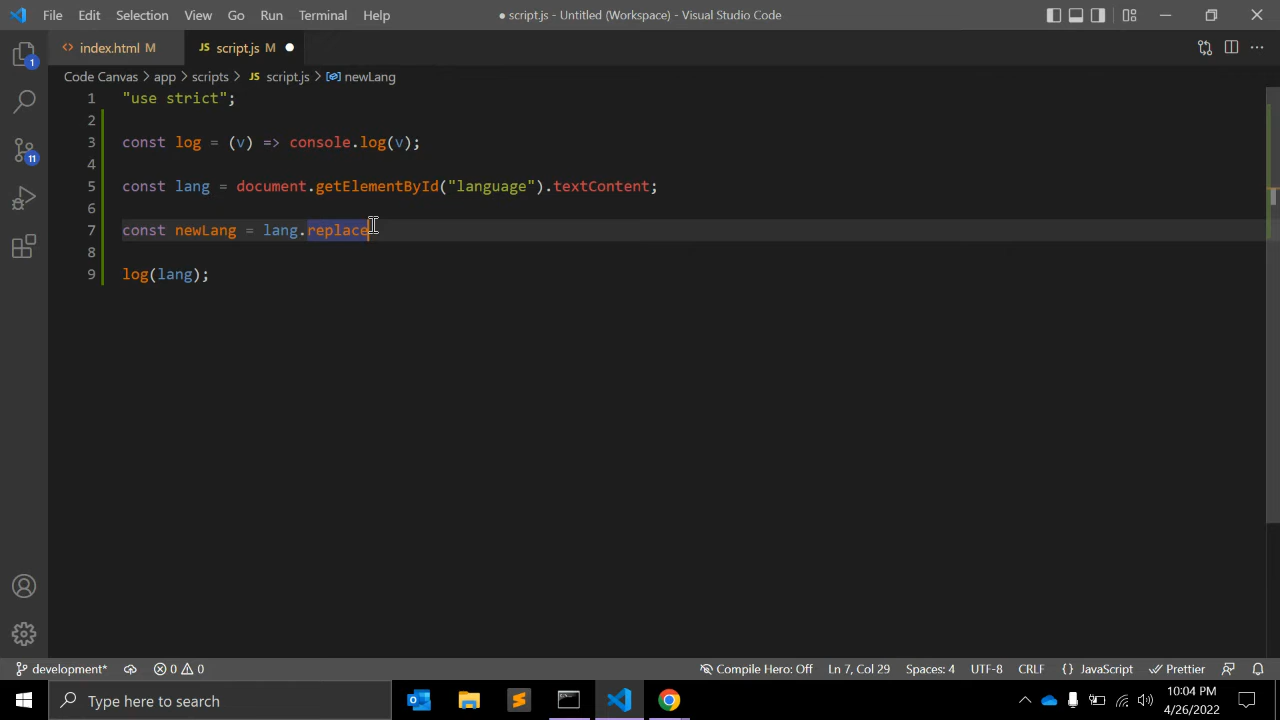 File Edit Selection View Go Run Terminal Help
● script.js - Untitled (Workspace) - Visual Studio Code
<> index.html M
JS script.js M ●
Code Canvas > app > scripts > JS script.js > newLang
1 "use strict";
2
3 const log = (v) => console.log(v);
4
5 const lang = document.getElementById("language").textContent;
6
7 const newLang = lang.replace
8
9 log(lang);
1
11
development* 0 0 Compile Hero: Off Ln 7, Col 29 Spaces: 4 UTF-8 CRLF {} JavaScript Prettier
Type here to search
10:04 PM
4/26/2022